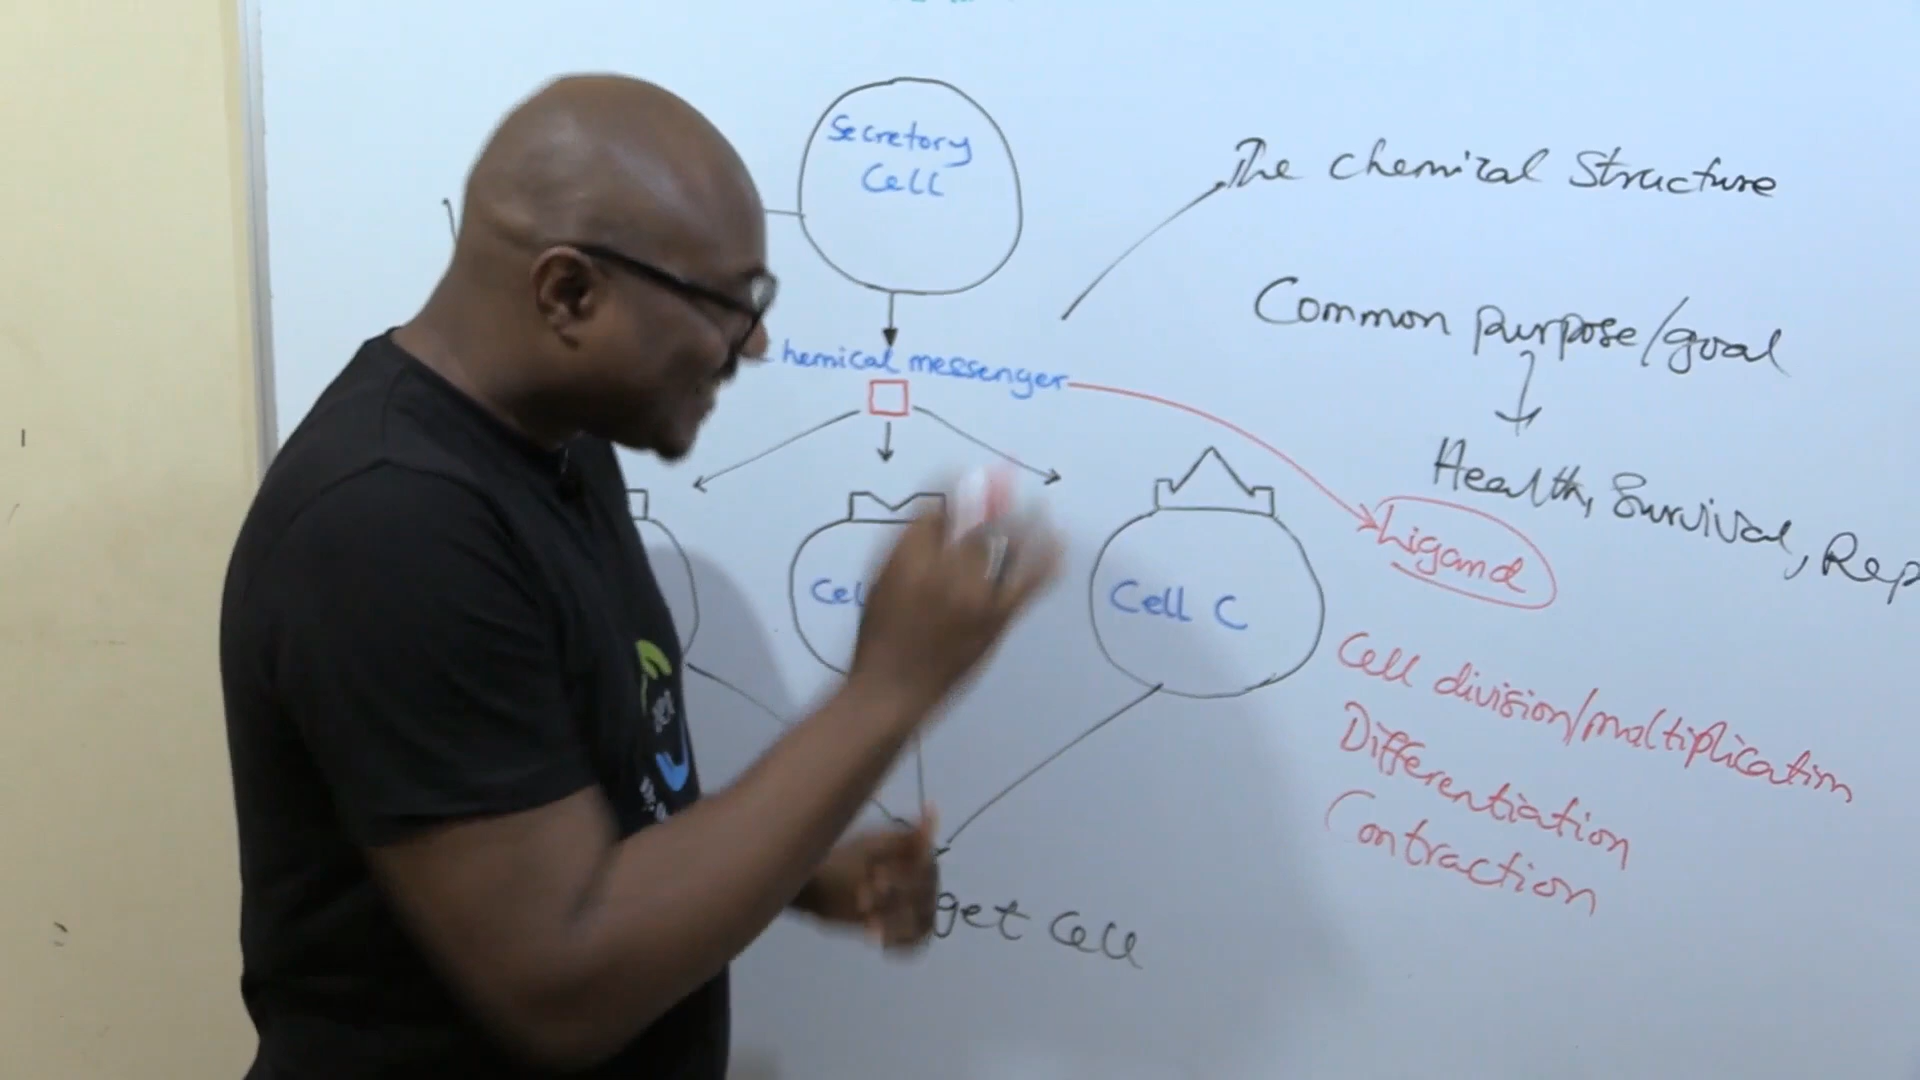 Secretory
Cell
The chemical Structure
Common purpose/goal
Health, Survival, Rep
hemical messenger
Ligand
Cel
Cell C
Cell division/multiplication
Differentiation
Contraction
get Cell